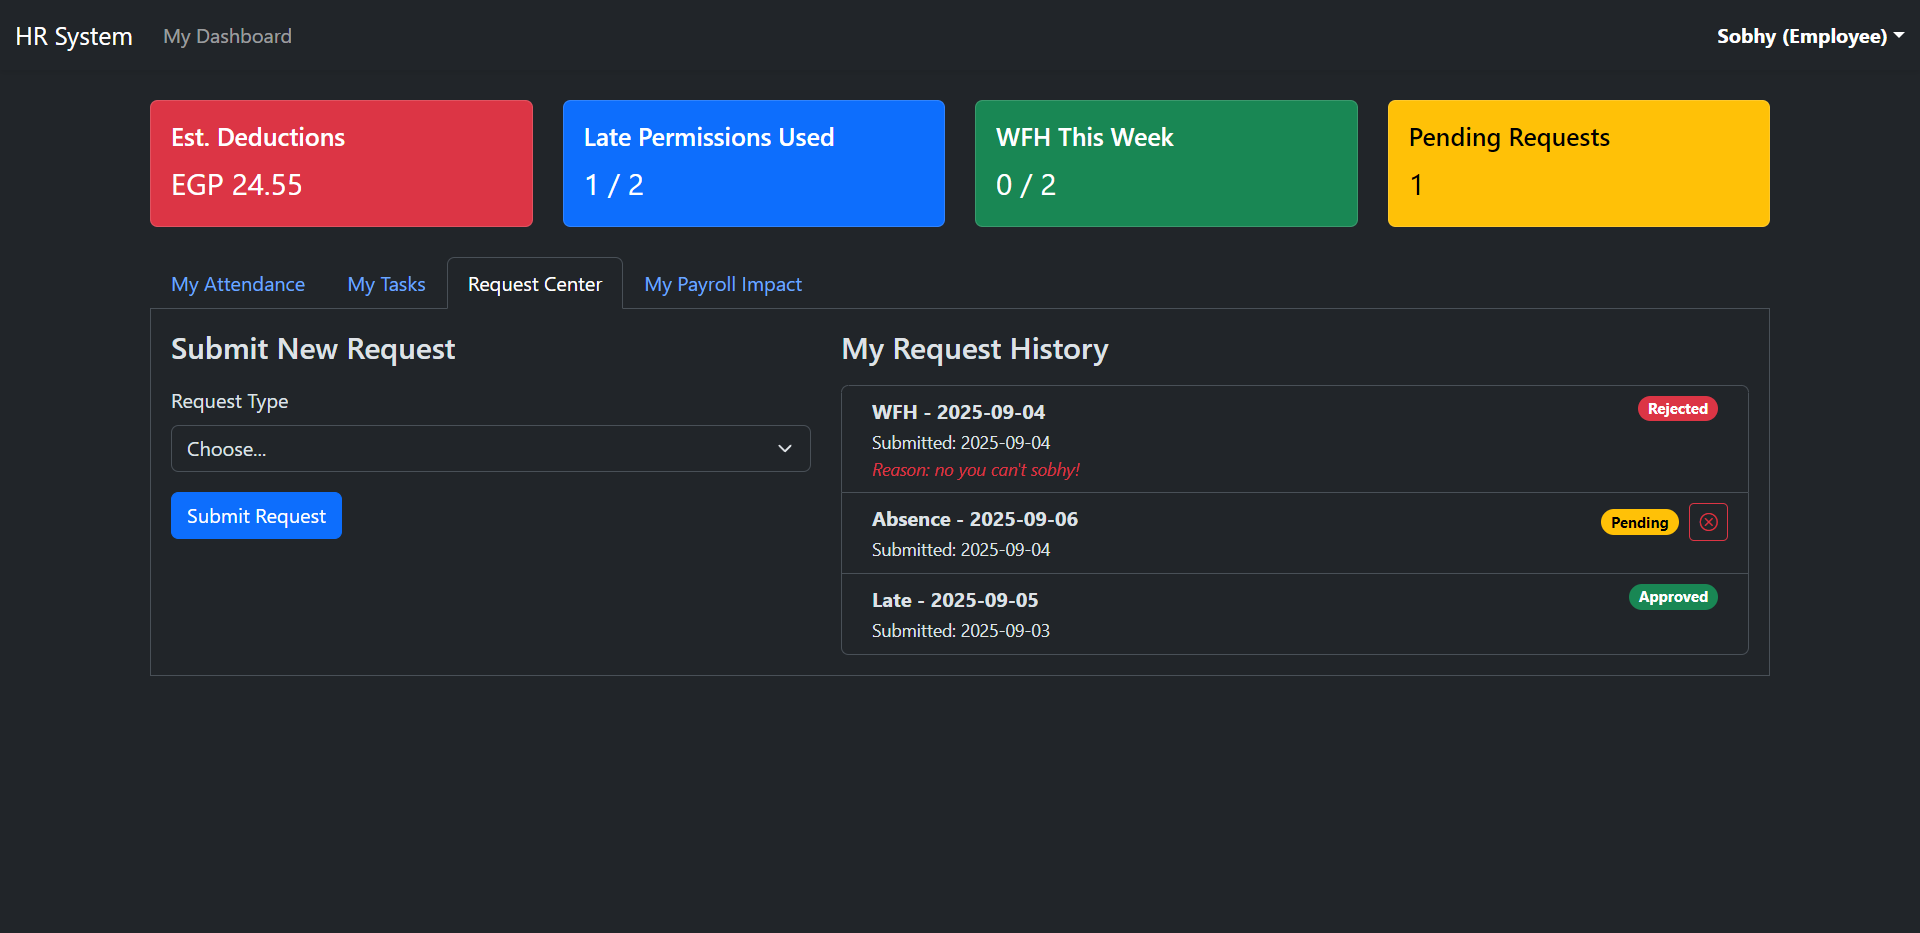 HR System
My Dashboard
Sobhy (Employee)
Est. Deductions
EGP 24.55
Late Permissions Used
1 / 2
WFH This Week
0 / 2
Pending Requests
1
My Attendance
My Tasks
Request Center
My Payroll Impact
Submit New Request
Request Type
Choose...
Submit Request
My Request History
WFH - 2025-09-04
Rejected
Submitted: 2025-09-04
Reason: no you can't sobhy!
Absence - 2025-09-06
Pending
Submitted: 2025-09-04
Late - 2025-09-05
Approved
Submitted: 2025-09-03